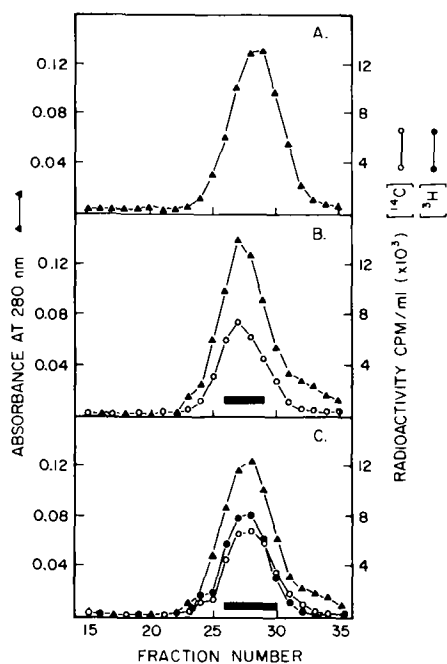 A.
0.12
0.08
0.04
12
8
4
B.
0.12
0.08
0.04
12
8
4
C.
0.12
0.08
0.04
12
8
4
15 20 25 30 35
FRACTION NUMBER
ABSORBANCE AT 280 nm
RADIOACTIVITY CPM/ml (x10³)
[¹⁴C]
[³H]